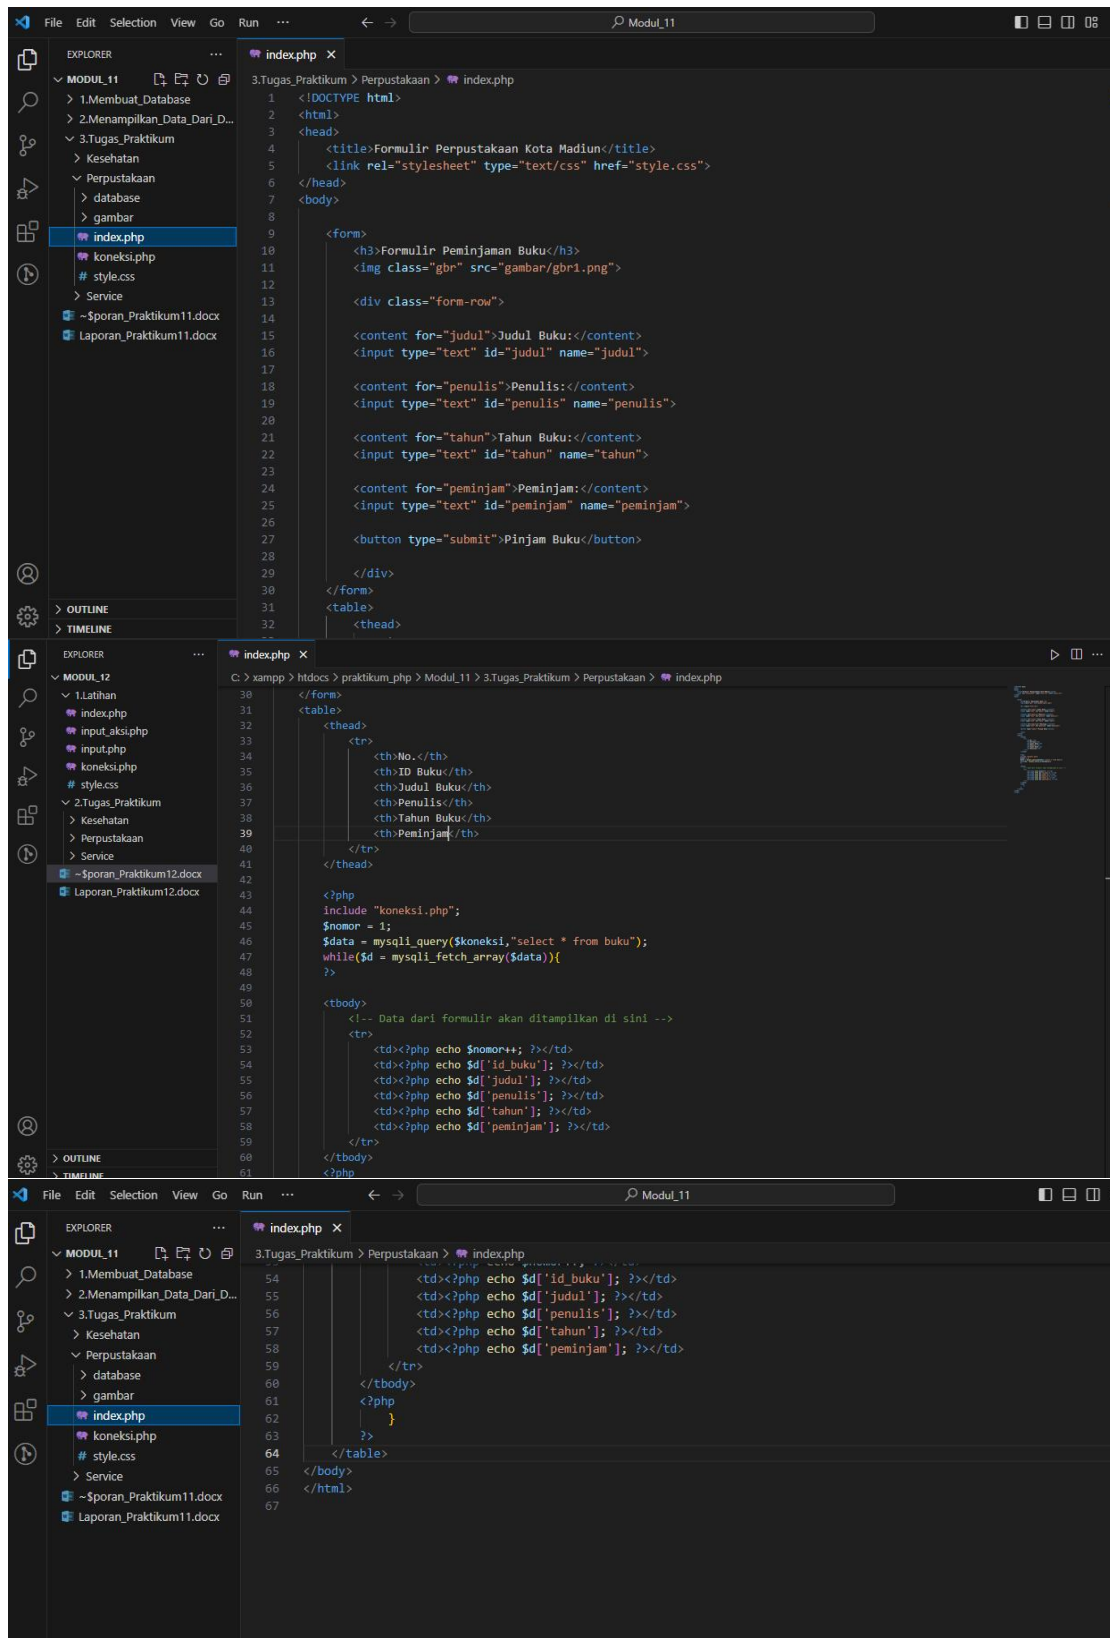 File Edit Selection View Go Run ··· ← → Modul_11
EXPLORER ···
MODUL_11
> 1.Membuat_Database
> 2.Menampilkan_Data_Dari_D...
3.Tugas_Praktikum
> Kesehatan
Perpustakaan
> database
> gambar
index.php
koneksi.php
# style.css
> Service
~$poran_Praktikum11.docx
Laporan_Praktikum11.docx
> OUTLINE
> TIMELINE
index.php ×
3.Tugas_Praktikum > Perpustakaan > index.php
1 <!DOCTYPE html>
2 <html>
3 <head>
4 <title>Formulir Perpustakaan Kota Madiun</title>
5 <link rel="stylesheet" type="text/css" href="style.css">
6 </head>
7 <body>
8
9 <form>
10 <h3>Formulir Peminjaman Buku</h3>
11 <img class="gbr" src="gambar/gbr1.png">
12
13 <div class="form-row">
14
15 <content for="judul">Judul Buku:</content>
16 <input type="text" id="judul" name="judul">
17
18 <content for="penulis">Penulis:</content>
19 <input type="text" id="penulis" name="penulis">
20
21 <content for="tahun">Tahun Buku:</content>
22 <input type="text" id="tahun" name="tahun">
23
24 <content for="peminjam">Peminjam:</content>
25 <input type="text" id="peminjam" name="peminjam">
26
27 <button type="submit">Pinjam Buku</button>
28
29 </div>
30 </form>
31 <table>
32 <thead>
EXPLORER ···
MODUL_12
1.Latihan
index.php
input_aksi.php
input.php
koneksi.php
# style.css
2.Tugas_Praktikum
> Kesehatan
> Perpustakaan
> Service
~$poran_Praktikum12.docx
Laporan_Praktikum12.docx
> OUTLINE
> TIMELINE
index.php ×
C: > xampp > htdocs > praktikum_php > Modul_11 > 3.Tugas_Praktikum > Perpustakaan > index.php
30 </form>
31 <table>
32 <thead>
33 <tr>
34 <th>No.</th>
35 <th>ID Buku</th>
36 <th>Judul Buku</th>
37 <th>Penulis</th>
38 <th>Tahun Buku</th>
39 <th>Peminjam</th>
40 </tr>
41 </thead>
42
43 <?php
44 include "koneksi.php";
45 $nomor = 1;
46 $data = mysqli_query($koneksi,"select * from buku");
47 while($d = mysqli_fetch_array($data)){
48 ?>
49
50 <tbody>
51 <!-- Data dari formulir akan ditampilkan di sini -->
52 <tr>
53 <td><?php echo $nomor++; ?></td>
54 <td><?php echo $d['id_buku']; ?></td>
55 <td><?php echo $d['judul']; ?></td>
56 <td><?php echo $d['penulis']; ?></td>
57 <td><?php echo $d['tahun']; ?></td>
58 <td><?php echo $d['peminjam']; ?></td>
59 </tr>
60 </tbody>
61 <?php
File Edit Selection View Go Run ··· ← → Modul_11
EXPLORER ···
MODUL_11
> 1.Membuat_Database
> 2.Menampilkan_Data_Dari_D...
3.Tugas_Praktikum
> Kesehatan
Perpustakaan
> database
> gambar
index.php
koneksi.php
# style.css
> Service
~$poran_Praktikum11.docx
Laporan_Praktikum11.docx
index.php ×
3.Tugas_Praktikum > Perpustakaan > index.php
54 <td><?php echo $d['id_buku']; ?></td>
55 <td><?php echo $d['judul']; ?></td>
56 <td><?php echo $d['penulis']; ?></td>
57 <td><?php echo $d['tahun']; ?></td>
58 <td><?php echo $d['peminjam']; ?></td>
59 </tr>
60 </tbody>
61 <?php
62 }
63 ?>
64 </table>
65 </body>
66 </html>
67